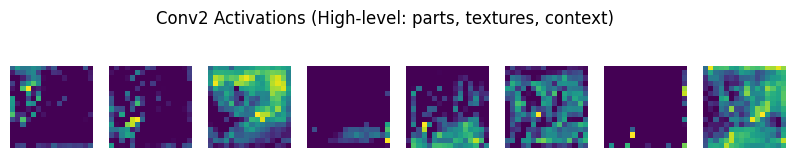 Conv2 Activations (High-level: parts, textures, context)